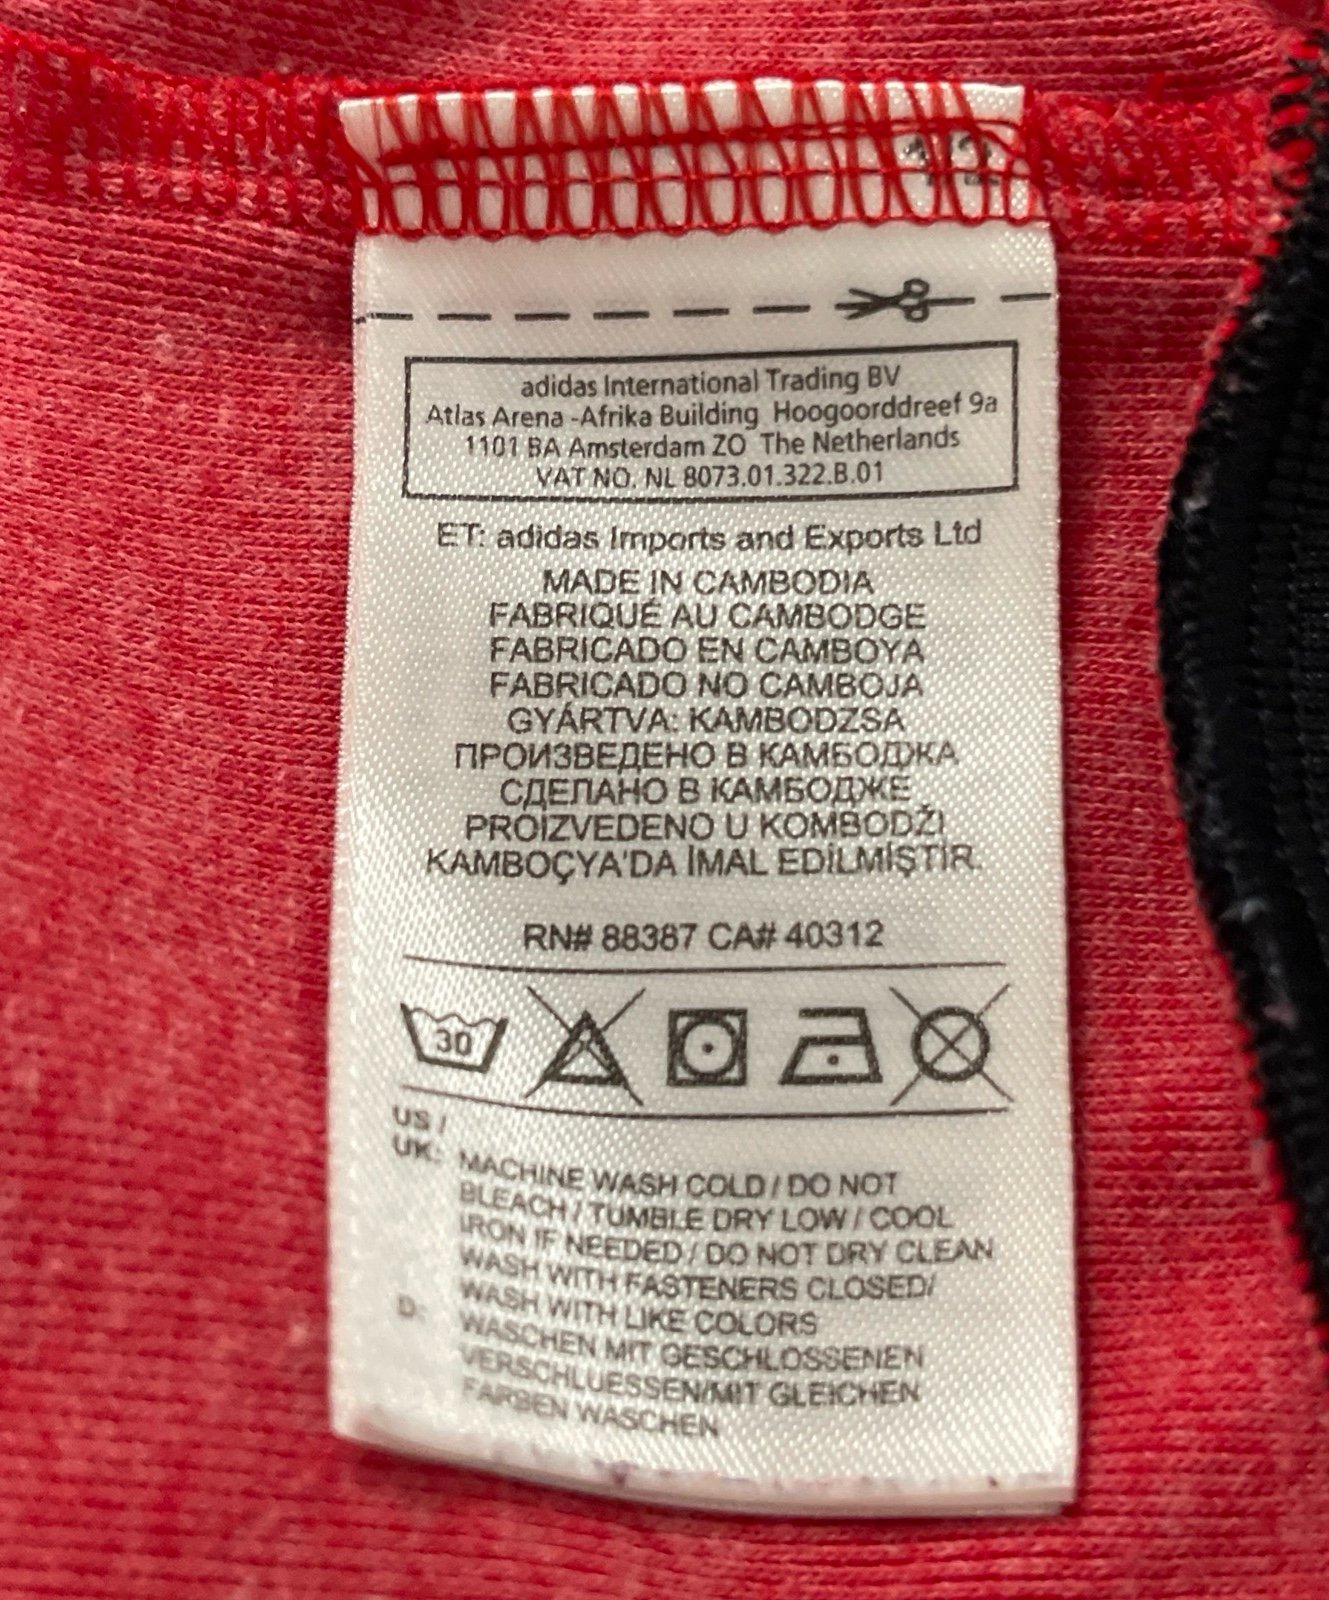 adidas International Trading BV
Atlas Arena -Afrika Building Hoogoorddreef 9a
1101 BA Amsterdam ZO The Netherlands
VAT NO. NL 8073.01.322.B.01
ET: adidas Imports and Exports Ltd
MADE IN CAMBODIA
FABRIQUÉ AU CAMBODGE
FABRICADO EN CAMBOYA
FABRICADO NO CAMBOJA
GYÁRTVA: KAMBODZSA
ПРОИЗВЕДЕНО В КАМБОДЖА
СДЕЛАНО В КАМБОДЖЕ
PROIZVEDENO U KOMBODŽI
KAMBOÇYA'DA İMAL EDİLMİŞTİR.
RN# 88387 CA# 40312
30
US /
UK: MACHINE WASH COLD / DO NOT
BLEACH / TUMBLE DRY LOW / COOL
IRON IF NEEDED / DO NOT DRY CLEAN
WASH WITH FASTENERS CLOSED/
WASH WITH LIKE COLORS
D: WASCHEN MIT GESCHLOSSENEN
VERSCHLUESSEN/MIT GLEICHEN
FARBEN WASCHEN